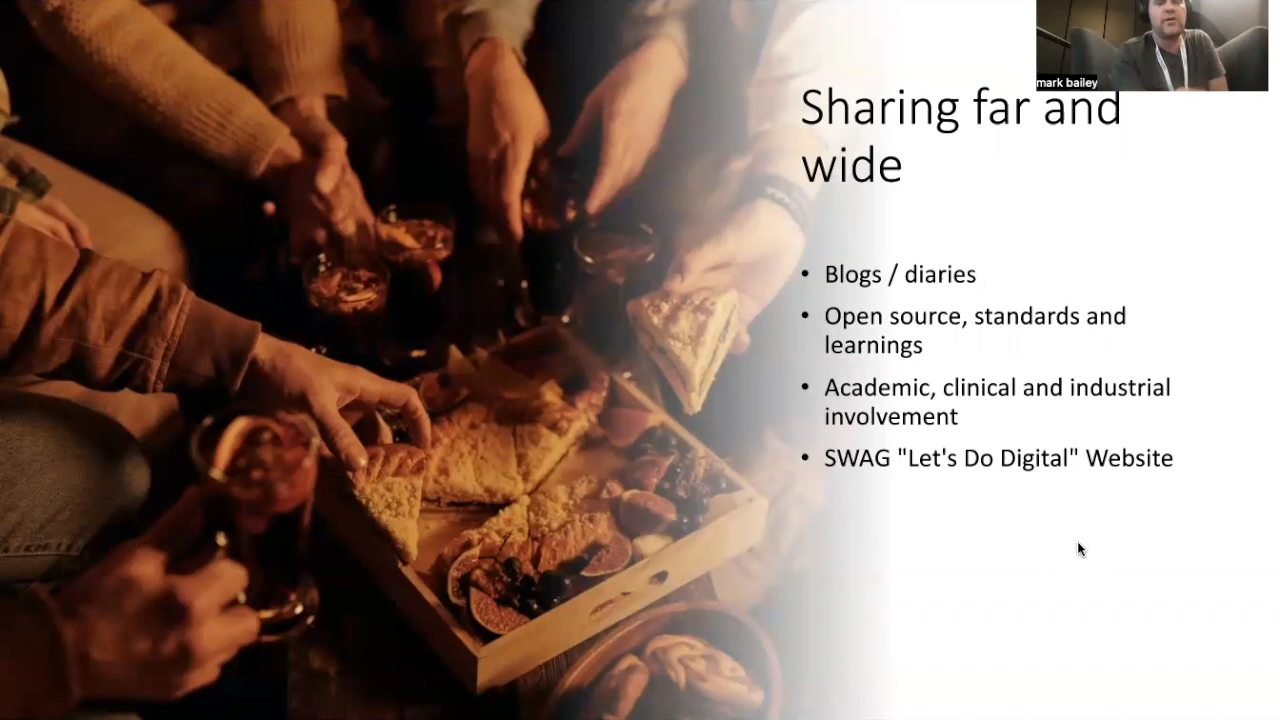 mark bailey
Sharing far and
wide
• Blogs / diaries
• Open source, standards and
learnings
• Academic, clinical and industrial
involvement
• SWAG "Let's Do Digital" Website